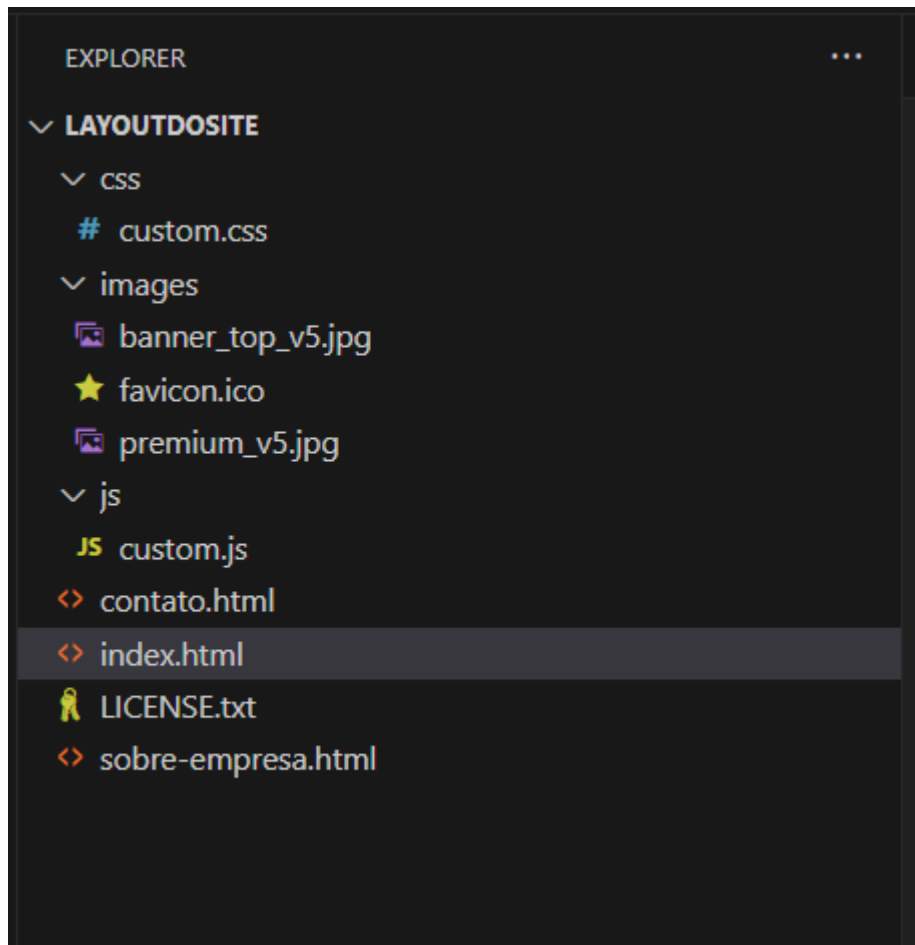 EXPLORER ...
LAYOUTDOSITE
css
# custom.css
images
banner_top_v5.jpg
favicon.ico
premium_v5.jpg
js
JS custom.js
<> contato.html
<> index.html
LICENSE.txt
<> sobre-empresa.html